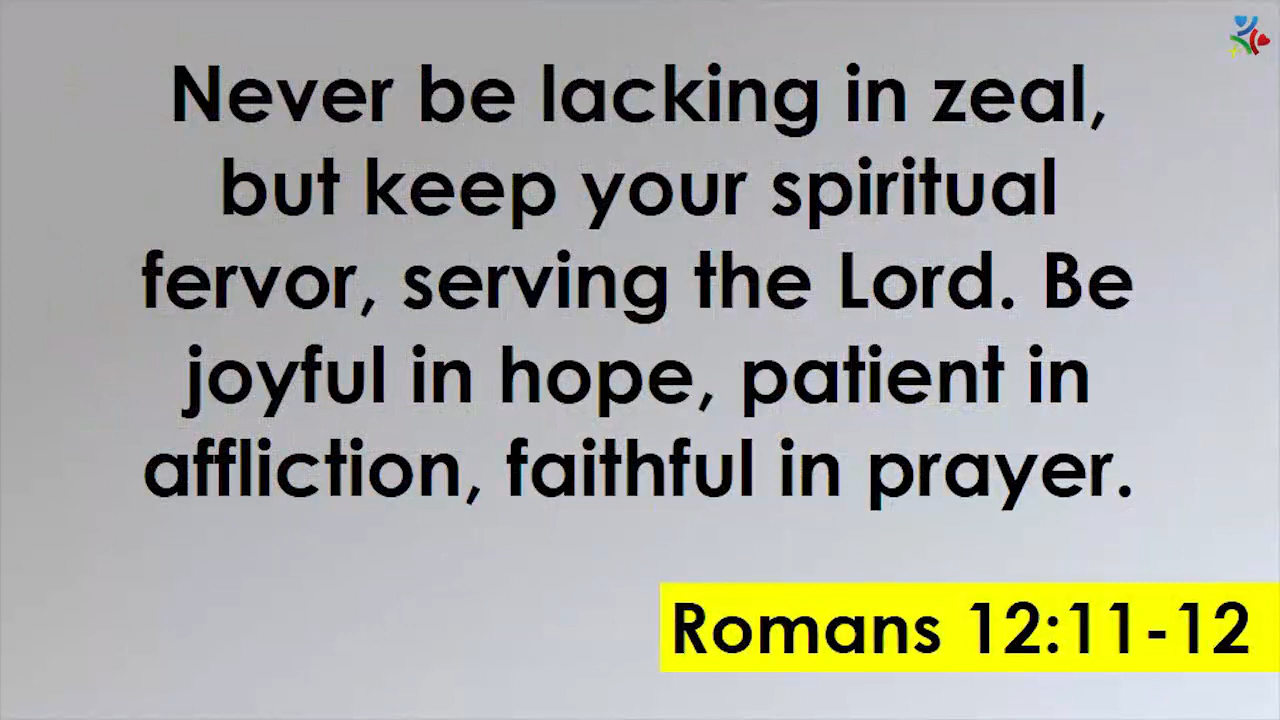 Never be lacking in zeal,
but keep your spiritual
fervor, serving the Lord. Be
joyful in hope, patient in
affliction, faithful in prayer.
Romans 12:11-12